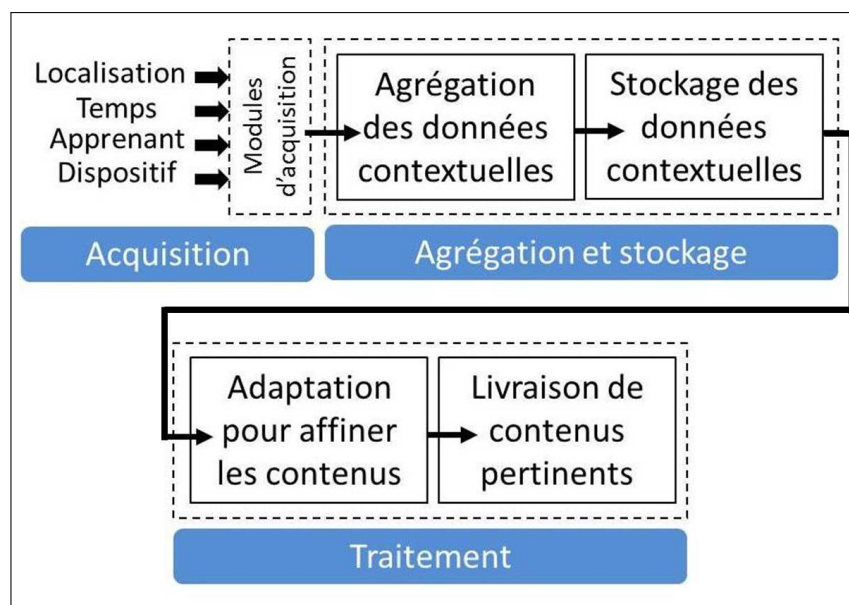 Localisation
Temps
Apprenant
Dispositif
Modules
d'acquisition
Agrégation
des données
contextuelles
Stockage des
données
contextuelles
Acquisition
Agrégation et stockage
Adaptation
pour affiner
les contenus
Livraison de
contenus
pertinents
Traitement